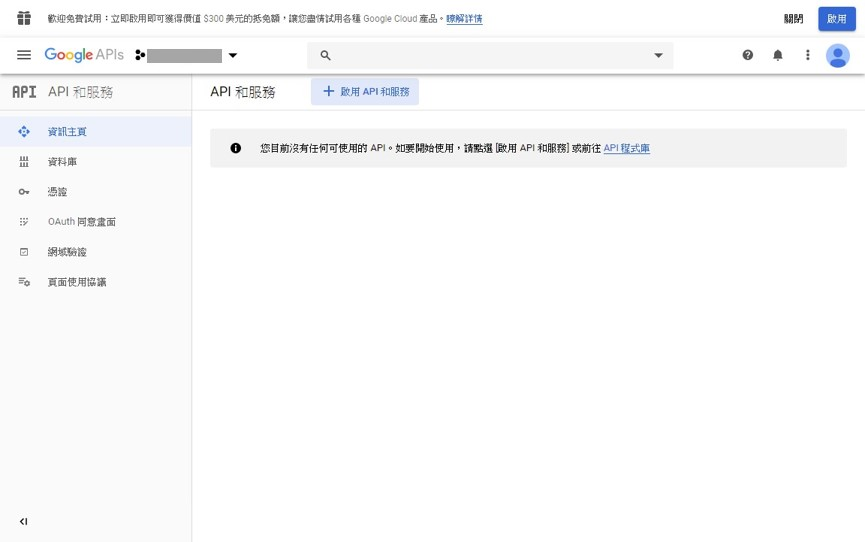 歡迎免費試用：立即啟用即可獲得價值 $300 美元的抵免額，讓您盡情試用各種 Google Cloud 產品。瞭解詳情
關閉
啟用
Google APIs
API API 和服務
API 和服務
啟用 API 和服務
資訊主頁
資料庫
憑證
OAuth 同意畫面
網域驗證
頁面使用協議
您目前沒有任何可使用的 API。如要開始使用，請點選 [啟用 API 和服務] 或前往 API 程式庫